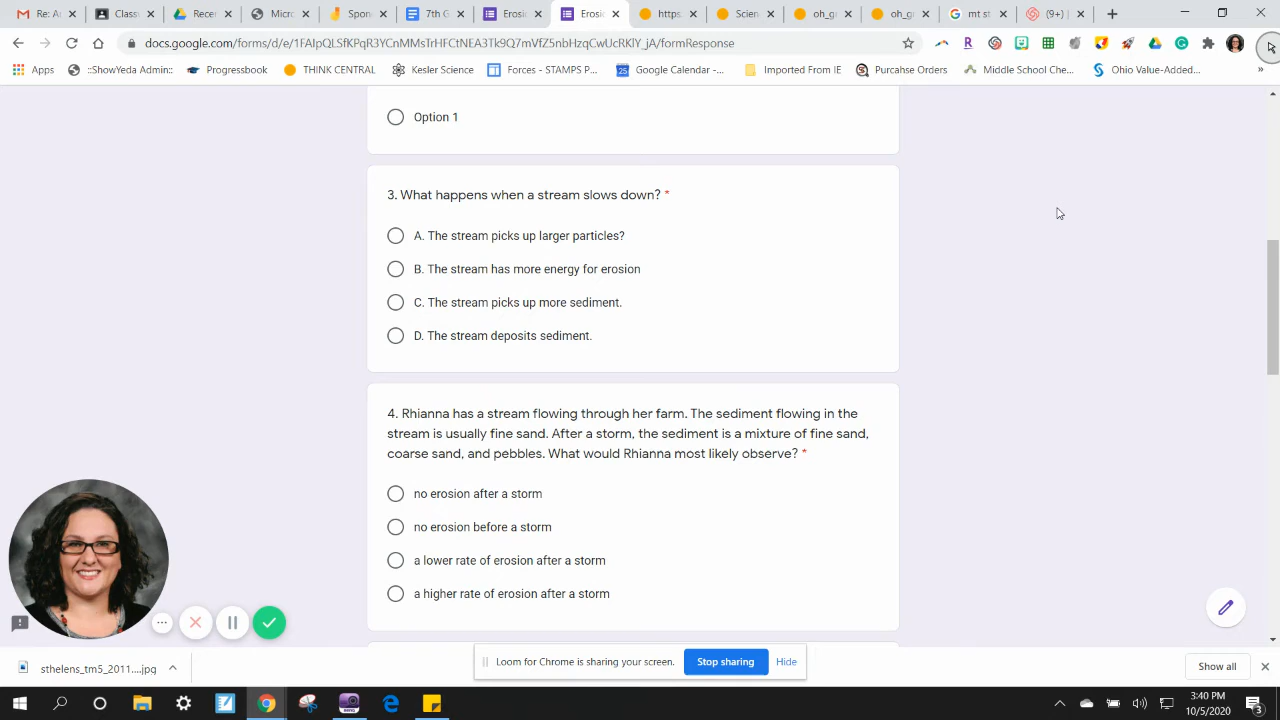 Re: A
Class
Rece
Micro
Spon
7th G
Erosio
Erosic
https:
Scien
oh_gr
oh_gr
mt st
(9+) |
docs.google.com/forms/d/e/
/formResponse
Apps
::ShowYeda Admin::
Progressbook
THINK CENTRAL
Kesler Science
Forces - STAMPS P...
Google Calendar -...
Imported From IE
Purcahse Orders
Middle School Che...
Ohio Value-Added...
Option 1
3. What happens when a stream slows down? *
A. The stream picks up larger particles?
B. The stream has more energy for erosion
C. The stream picks up more sediment.
D. The stream deposits sediment.
4. Rhianna has a stream flowing through her farm. The sediment flowing in the
stream is usually fine sand. After a storm, the sediment is a mixture of fine sand,
coarse sand, and pebbles. What would Rhianna most likely observe? *
no erosion after a storm
no erosion before a storm
a lower rate of erosion after a storm
a higher rate of erosion after a storm
Loom for Chrome is sharing your screen.
Stop sharing
Hide
sthelens_tm5_2011....jpg
Show all
3:40 PM
10/5/2020
3